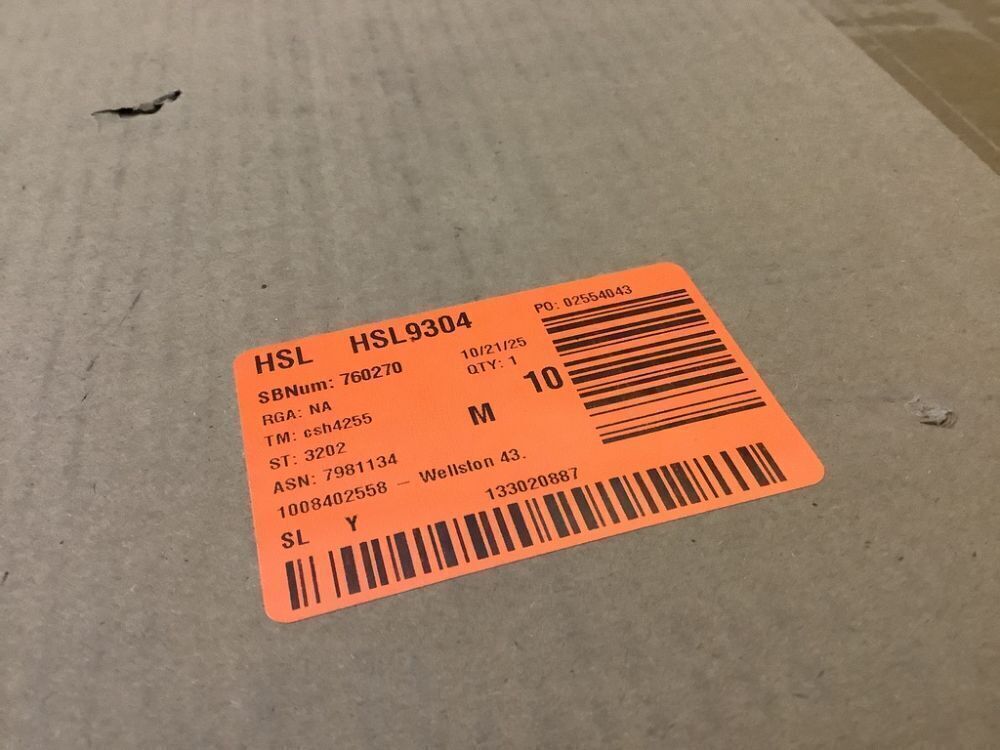 HSL HSL9304
PO: 02554043
SBNum: 760270
10/21/25
RGA: NA
QTY: 1
10
TM: csh4255
M
ST: 3202
ASN: 7981134
1008402558 - Wellston 43.
133020887
SL Y